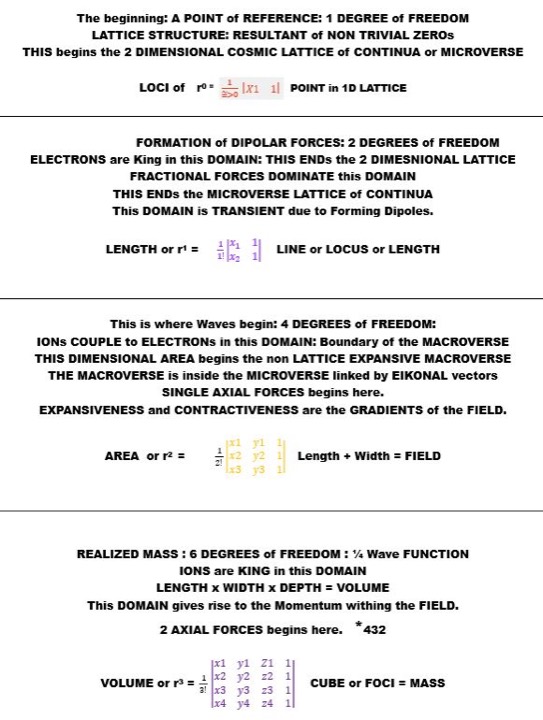 The beginning: A POINT of REFERENCE: 1 DEGREE of FREEDOM
LATTICE STRUCTURE: RESULTANT of NON TRIVIAL ZEROs
THIS begins the 2 DIMENSIONAL COSMIC LATTICE of CONTINUA or MICROVERSE
LOCI of r⁰ = 1 |X1 1| POINT in 1D LATTICE
FORMATION of DIPOLAR FORCES: 2 DEGREES of FREEDOM
ELECTRONS are King in this DOMAIN: THIS ENDs the 2 DIMESNIONAL LATTICE
FRACTIONAL FORCES DOMINATE this DOMAIN
THIS ENDs the MICROVERSE LATTICE of CONTINUA
This DOMAIN is TRANSIENT due to Forming Dipoles.
LENGTH or r¹ = 1/1! |x₁ 1| LINE or LOCUS or LENGTH
|x₂ 1|
This is where Waves begin: 4 DEGREES of FREEDOM:
IONs COUPLE to ELECTRONs in this DOMAIN: Boundary of the MACROVERSE
THIS DIMENSIONAL AREA begins the non LATTICE EXPANSIVE MACROVERSE
THE MACROVERSE is inside the MICROVERSE linked by EIKONAL vectors
SINGLE AXIAL FORCES begins here.
EXPANSIVENESS and CONTRACTIVENESS are the GRADIENTS of the FIELD.
|x1 y1 1|
AREA or r² = 1/2! |x2 y2 1| Length + Width = FIELD
|x3 y3 1|
REALIZED MASS : 6 DEGREES of FREEDOM : ¼ Wave FUNCTION
IONS are KING in this DOMAIN
LENGTH x WIDTH x DEPTH = VOLUME
This DOMAIN gives rise to the Momentum withing the FIELD.
2 AXIAL FORCES begins here. *432
|x1 y1 Z1 1|
|x2 y2 z2 1|
VOLUME or r³ = 1/3! |x3 y3 z3 1| CUBE or FOCI = MASS
|x4 y4 z4 1|